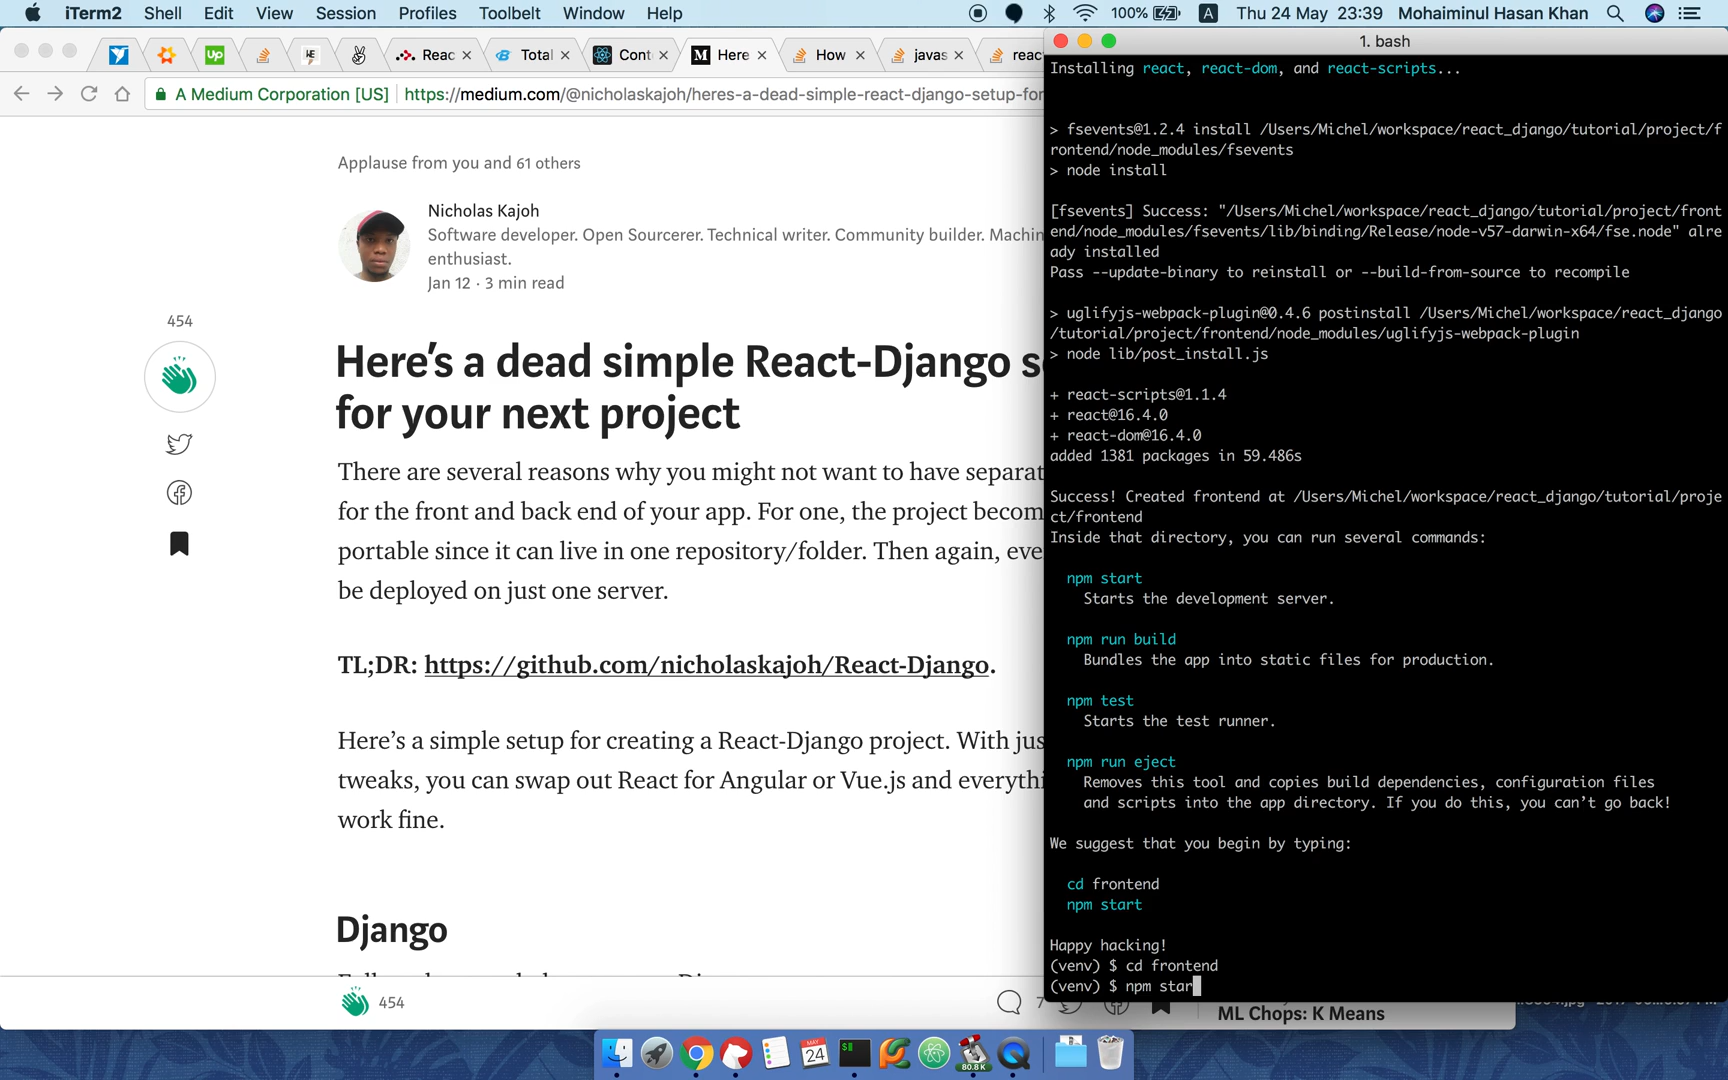 iTerm2 Shell Edit View Session Profiles Toolbelt Window Help 100% A Thu 24 May 23:39 Mohaiminul Hasan Khan
Up Reac Total Cont M Here How javas reac
A Medium Corporation [US] https://medium.com/@nicholaskajoh/heres-a-dead-simple-react-django-setup-for
Applause from you and 61 others
Nicholas Kajoh
Software developer. Open Sourcerer. Technical writer. Community builder. Machin
enthusiast.
Jan 12 · 3 min read
454
Here’s a dead simple React-Django s
for your next project
There are several reasons why you might not want to have separat
for the front and back end of your app. For one, the project becom
portable since it can live in one repository/folder. Then again, eve
be deployed on just one server.
TL;DR: https://github.com/nicholaskajoh/React-Django.
Here’s a simple setup for creating a React-Django project. With jus
tweaks, you can swap out React for Angular or Vue.js and everythi
work fine.
Django
454
7
ML Chops: K Means
1. bash
Installing react, react-dom, and react-scripts...
> fsevents@1.2.4 install /Users/Michel/workspace/react_django/tutorial/project/f
rontend/node_modules/fsevents
> node install
[fsevents] Success: "/Users/Michel/workspace/react_django/tutorial/project/front
end/node_modules/fsevents/lib/binding/Release/node-v57-darwin-x64/fse.node" alre
ady installed
Pass --update-binary to reinstall or --build-from-source to recompile
> uglifyjs-webpack-plugin@0.4.6 postinstall /Users/Michel/workspace/react_django
/tutorial/project/frontend/node_modules/uglifyjs-webpack-plugin
> node lib/post_install.js
+ react-scripts@1.1.4
+ react@16.4.0
+ react-dom@16.4.0
added 1381 packages in 59.486s
Success! Created frontend at /Users/Michel/workspace/react_django/tutorial/proje
ct/frontend
Inside that directory, you can run several commands:
npm start
Starts the development server.
npm run build
Bundles the app into static files for production.
npm test
Starts the test runner.
npm run eject
Removes this tool and copies build dependencies, configuration files
and scripts into the app directory. If you do this, you can’t go back!
We suggest that you begin by typing:
cd frontend
npm start
Happy hacking!
(venv) $ cd frontend
(venv) $ npm star
MAY
24
80.8 K